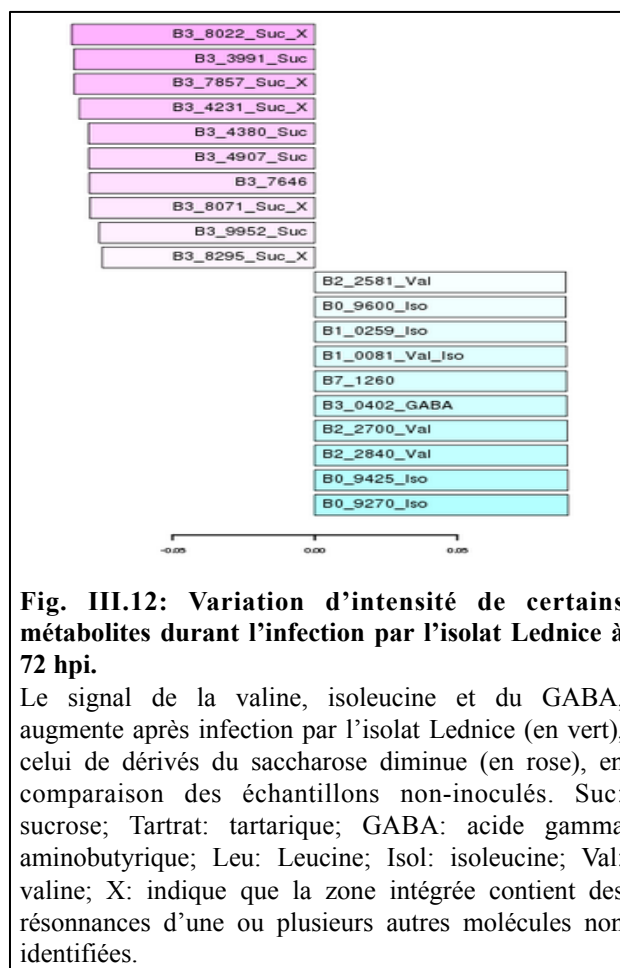 B3_8022_Suc_X
B3_3991_Suc
B3_7857_Suc_X
B3_4231_Suc_X
B3_4380_Suc
B3_4907_Suc
B3_7646
B3_8071_Suc_X
B3_9952_Suc
B3_8295_Suc_X
B2_2581_Val
B0_9600_Iso
B1_0259_Iso
B1_0081_Val_Iso
B7_1260
B3_0402_GABA
B2_2700_Val
B2_2840_Val
B0_9425_Iso
B0_9270_Iso
-0.05 0.00 0.05
Fig. III.12: Variation d’intensité de certains
métabolites durant l’infection par l’isolat Lednice à
72 hpi.
Le signal de la valine, isoleucine et du GABA,
augmente après infection par l’isolat Lednice (en vert),
celui de dérivés du saccharose diminue (en rose), en
comparaison des échantillons non-inoculés. Suc:
sucrose; Tartrat: tartarique; GABA: acide gamma
aminobutyrique; Leu: Leucine; Isol: isoleucine; Val:
valine; X: indique que la zone intégrée contient des
résonnances d’une ou plusieurs autres molécules non
identifiées.